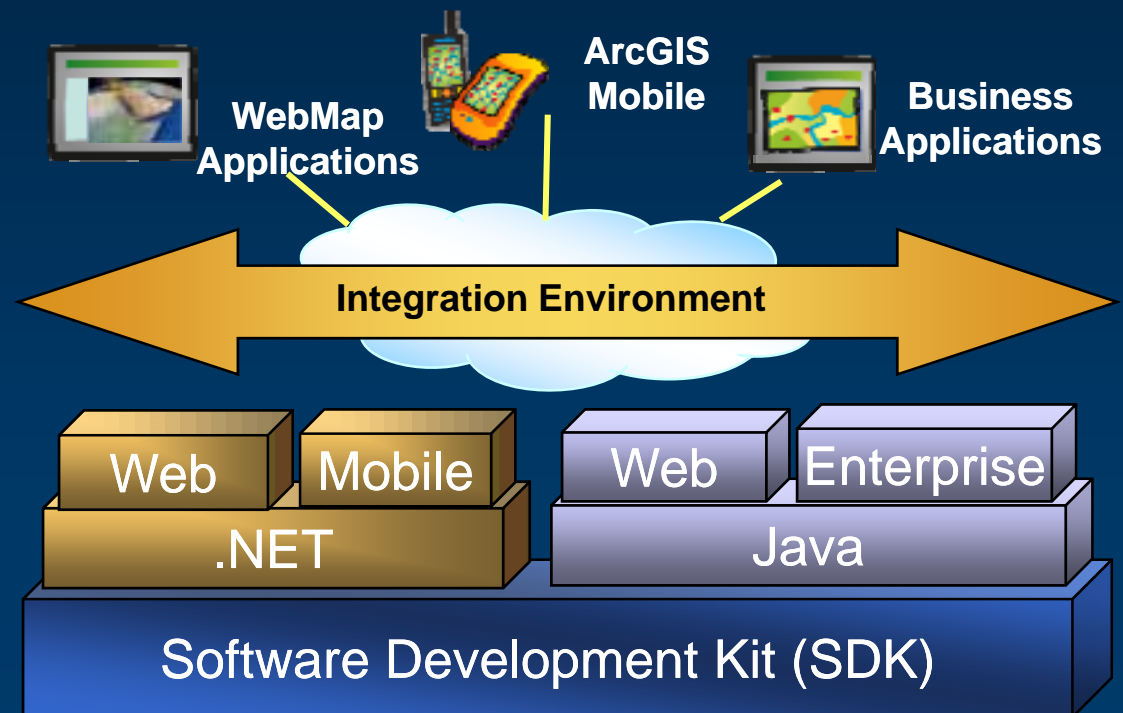 WebMap
Applications
ArcGIS
Mobile
Business
Applications
Integration Environment
Web
Mobile
Web
Enterprise
.NET
Java
Software Development Kit (SDK)